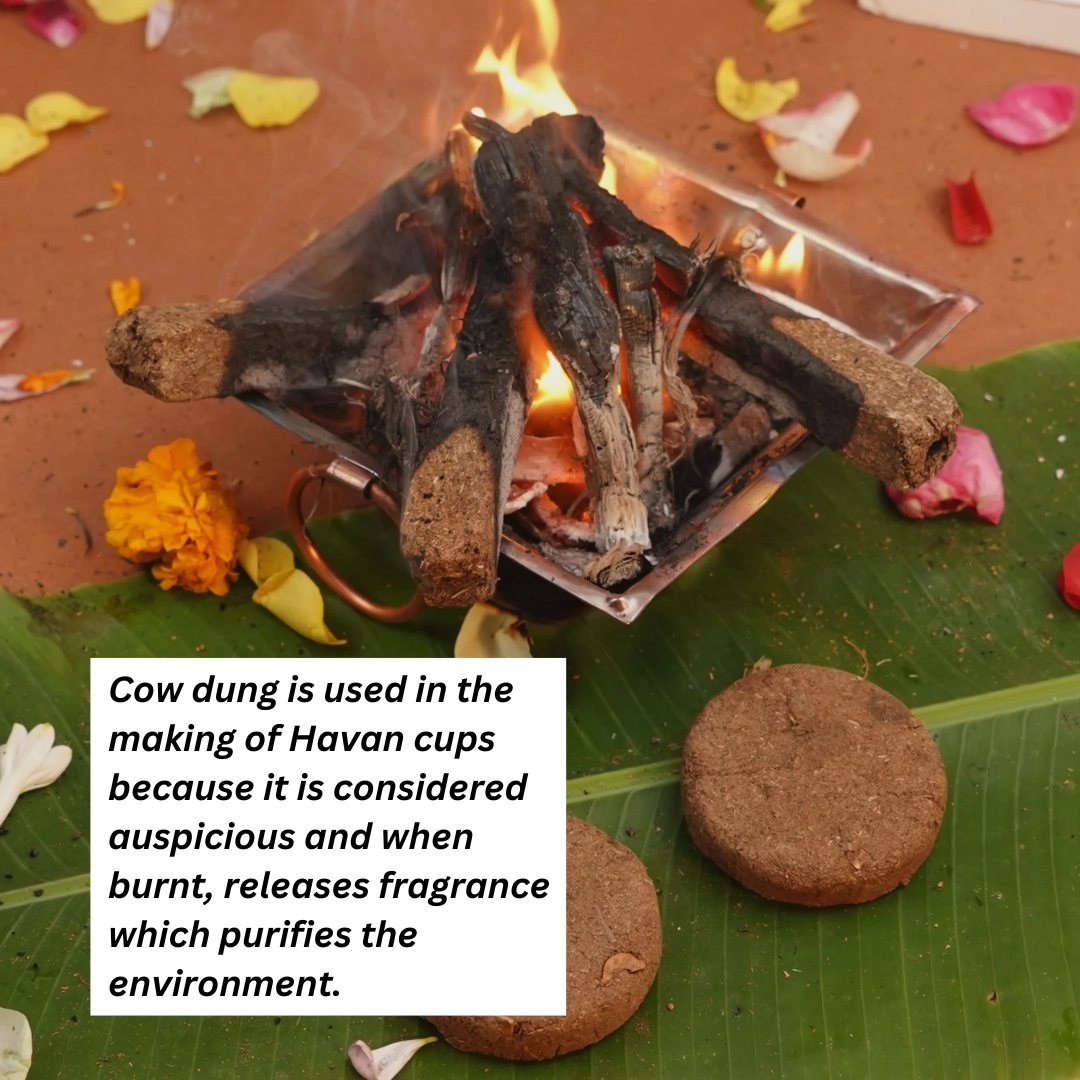 Cow dung is used in the
making of Havan cups
because it is considered
auspicious and when
burnt, releases fragrance
which purifies the
environment.